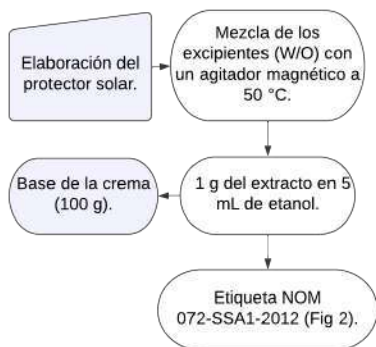 Elaboración del
protector solar.
Mezcla de los
excipientes (W/O) con
un agitador magnético a
50 °C.
Base de la crema
(100 g).
1 g del extracto en 5
mL de etanol.
Etiqueta NOM
072-SSA1-2012 (Fig 2).